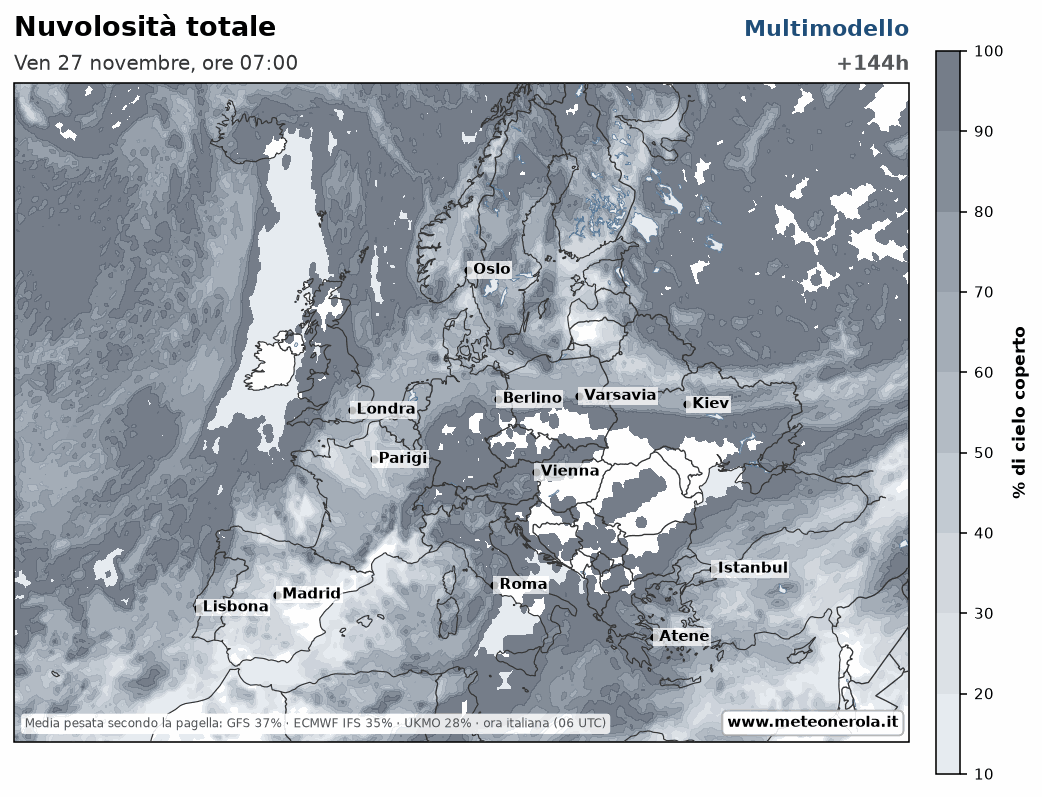 Nuvolosità totale
Multimodello
Ven 27 novembre, ore 07:00
+144h
100
90
80
70
60
50
40
30
20
10
% di cielo coperto
Oslo
Londra
Berlino
Varsavia
Kiev
Parigi
Vienna
Istanbul
Roma
Madrid
Lisbona
Atene
Media pesata secondo la pagella: GFS 37% · ECMWF IFS 35% · UKMO 28% · ora italiana (06 UTC)
www.meteonerola.it